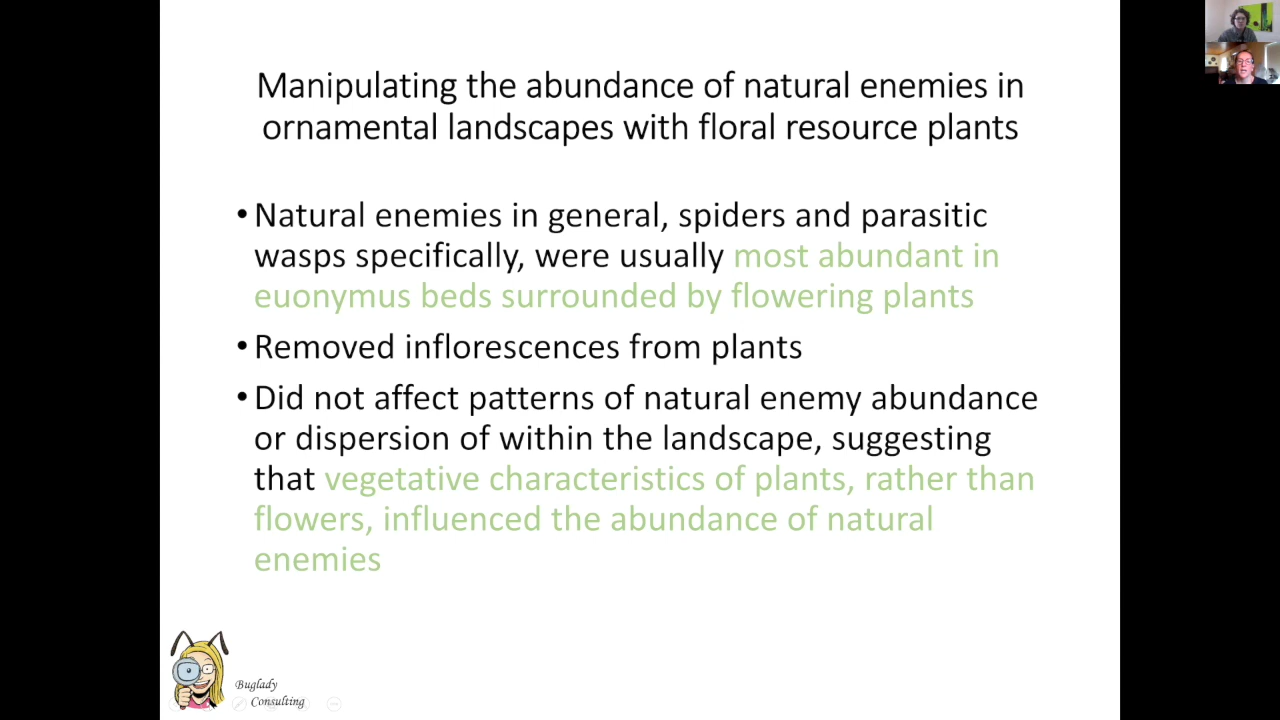 Manipulating the abundance of natural enemies in
ornamental landscapes with floral resource plants
• Natural enemies in general, spiders and parasitic
wasps specifically, were usually most abundant in
euonymus beds surrounded by flowering plants
• Removed inflorescences from plants
• Did not affect patterns of natural enemy abundance
or dispersion of within the landscape, suggesting
that vegetative characteristics of plants, rather than
flowers, influenced the abundance of natural
enemies
Buglady
Consulting